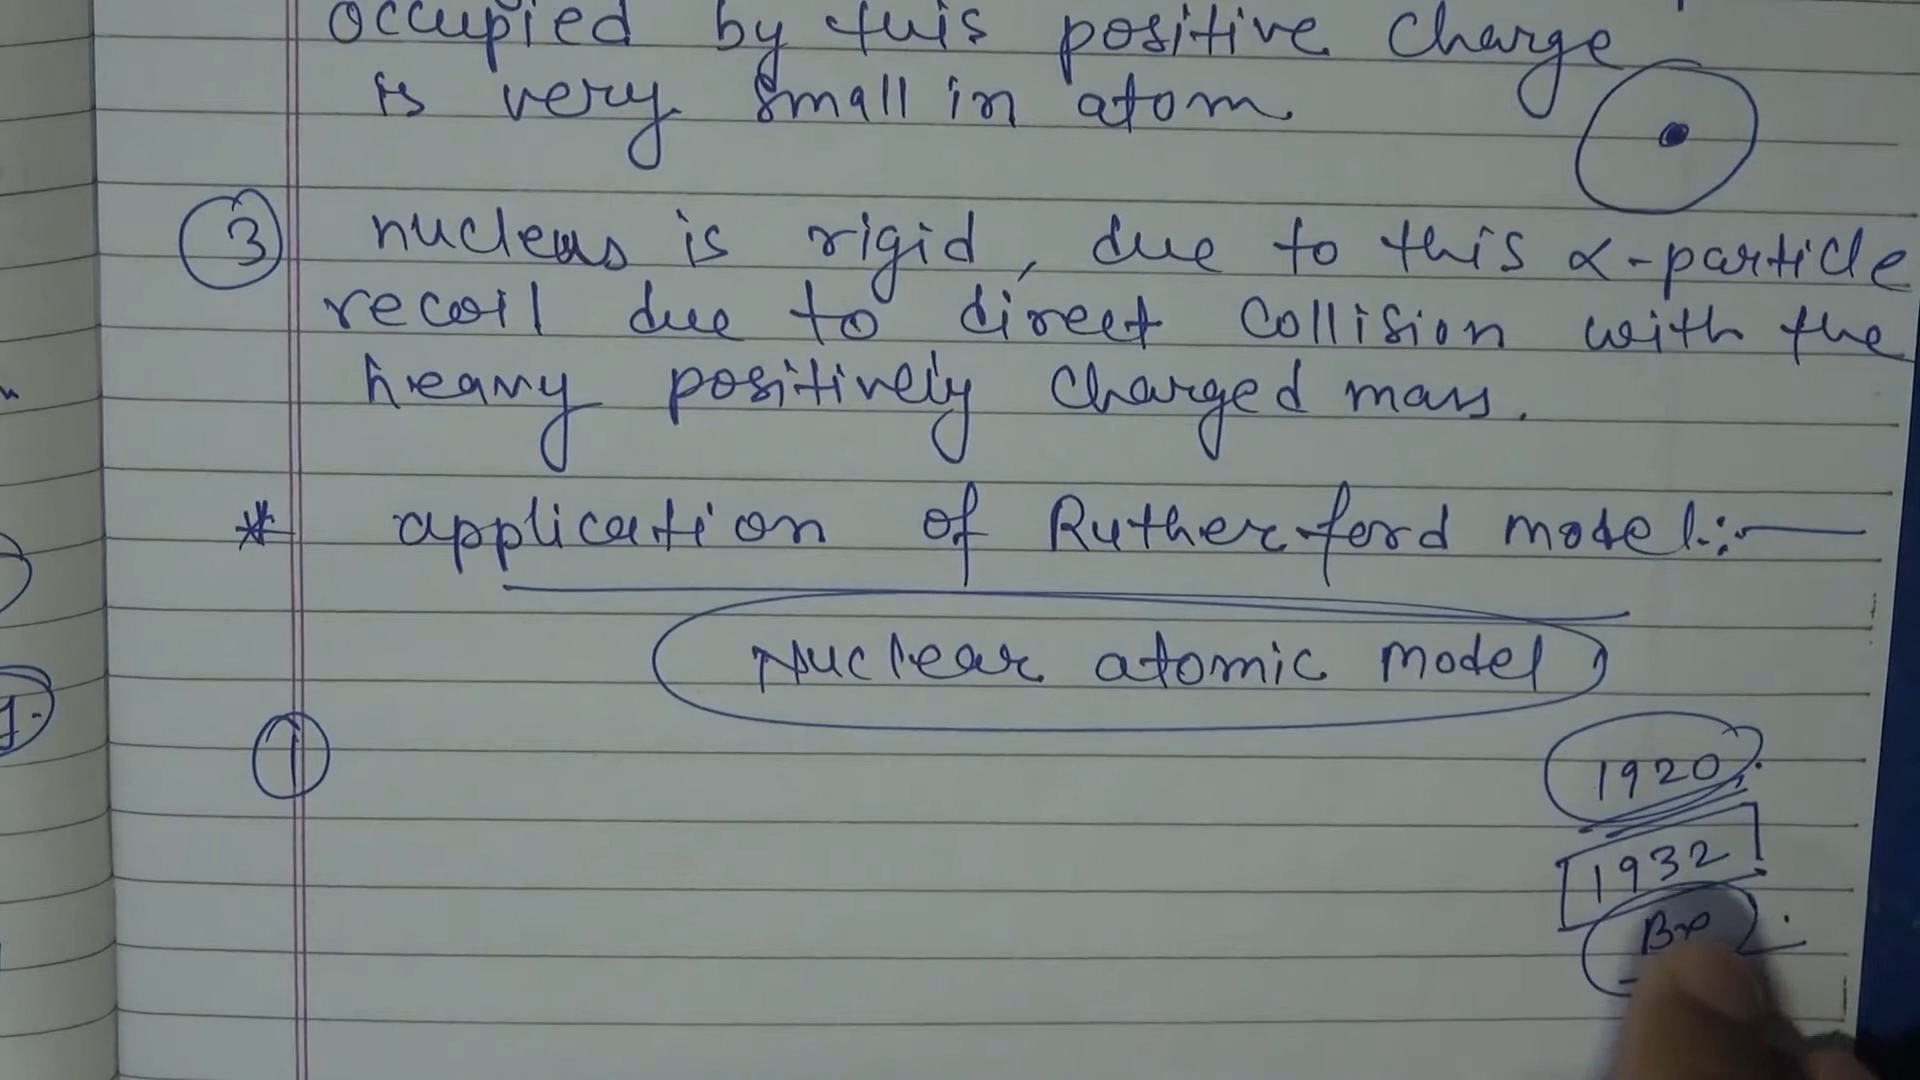 occupied by this positive charge
is very small in atom.
③ nucleus is rigid, due to this α-particle
recoil due to direct collision with the
heavy positively charged mass.
* application of Rutherford model:-
Nuclear atomic model
①
1920
1932